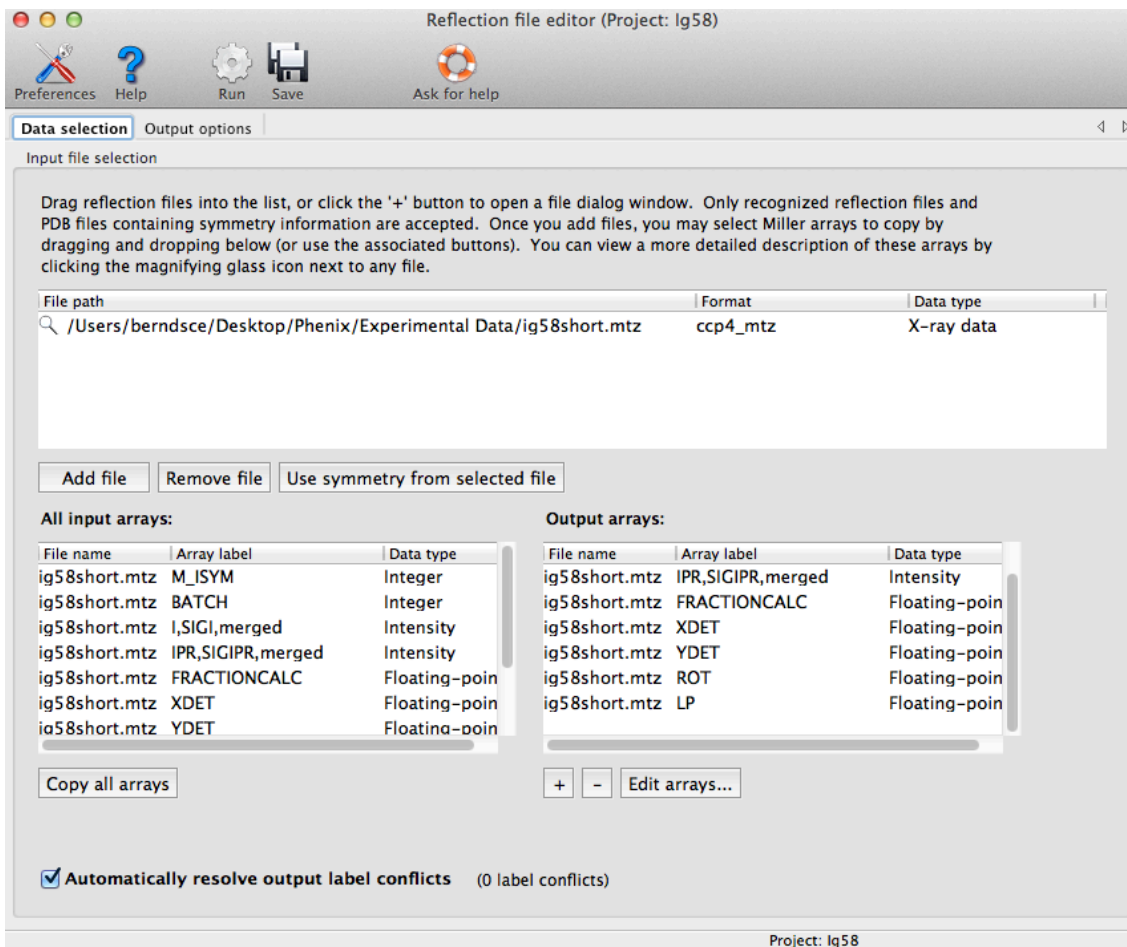 Reflection file editor (Project: Ig58)
Preferences Help Run Save Ask for help
Data selection Output options
Input file selection
Drag reflection files into the list, or click the '+' button to open a file dialog window. Only recognized reflection files and
PDB files containing symmetry information are accepted. Once you add files, you may select Miller arrays to copy by
dragging and dropping below (or use the associated buttons). You can view a more detailed description of these arrays by
clicking the magnifying glass icon next to any file.
File path Format Data type
/Users/berndsce/Desktop/Phenix/Experimental Data/ig58short.mtz ccp4_mtz X-ray data
Add file Remove file Use symmetry from selected file
All input arrays: Output arrays:
File name Array label Data type File name Array label Data type
ig58short.mtz M_ISYM Integer ig58short.mtz IPR,SIGIPR,merged Intensity
ig58short.mtz BATCH Integer ig58short.mtz FRACTIONCALC Floating-poin
ig58short.mtz I,SIGI,merged Intensity ig58short.mtz XDET Floating-poin
ig58short.mtz IPR,SIGIPR,merged Intensity ig58short.mtz YDET Floating-poin
ig58short.mtz FRACTIONCALC Floating-poin ig58short.mtz ROT Floating-poin
ig58short.mtz XDET Floating-poin ig58short.mtz LP Floating-poin
ig58short.mtz YDET Floating-poin
Copy all arrays + - Edit arrays...
Automatically resolve output label conflicts (0 label conflicts)
Project: Ig58